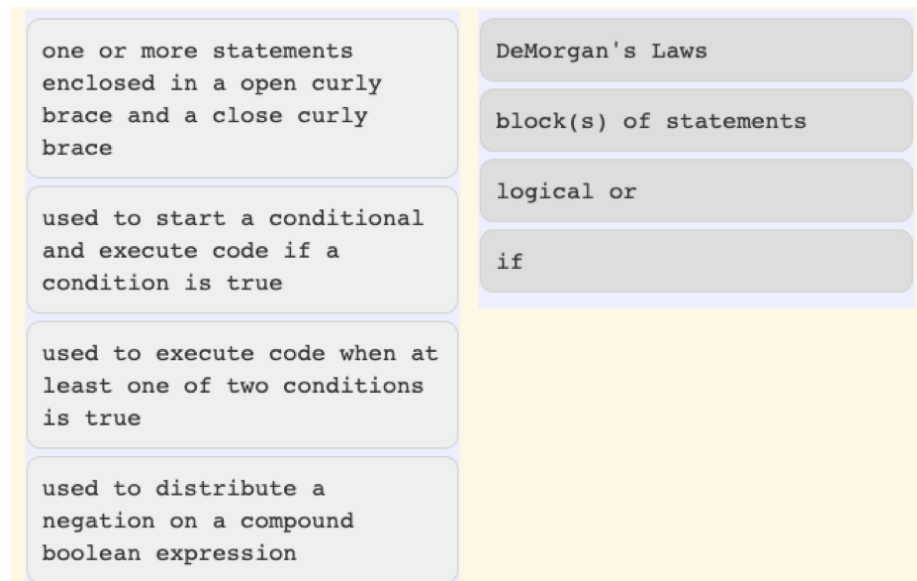 one or more statements
enclosed in a open curly
brace and a close curly
brace
used to start a conditional
and execute code if a
condition is true
used to execute code when at
least one of two conditions
is true
used to distribute a
negation on a compound
boolean expression
DeMorgan's Laws
block(s) of statements
logical or
if